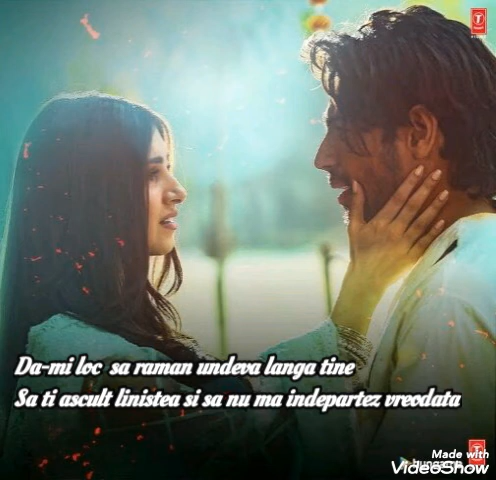 T
Da-mi loc sa raman undeva langa tine
Sa ti ascult linistea si sa nu ma indepartez vreodata
Made with
VideoShow